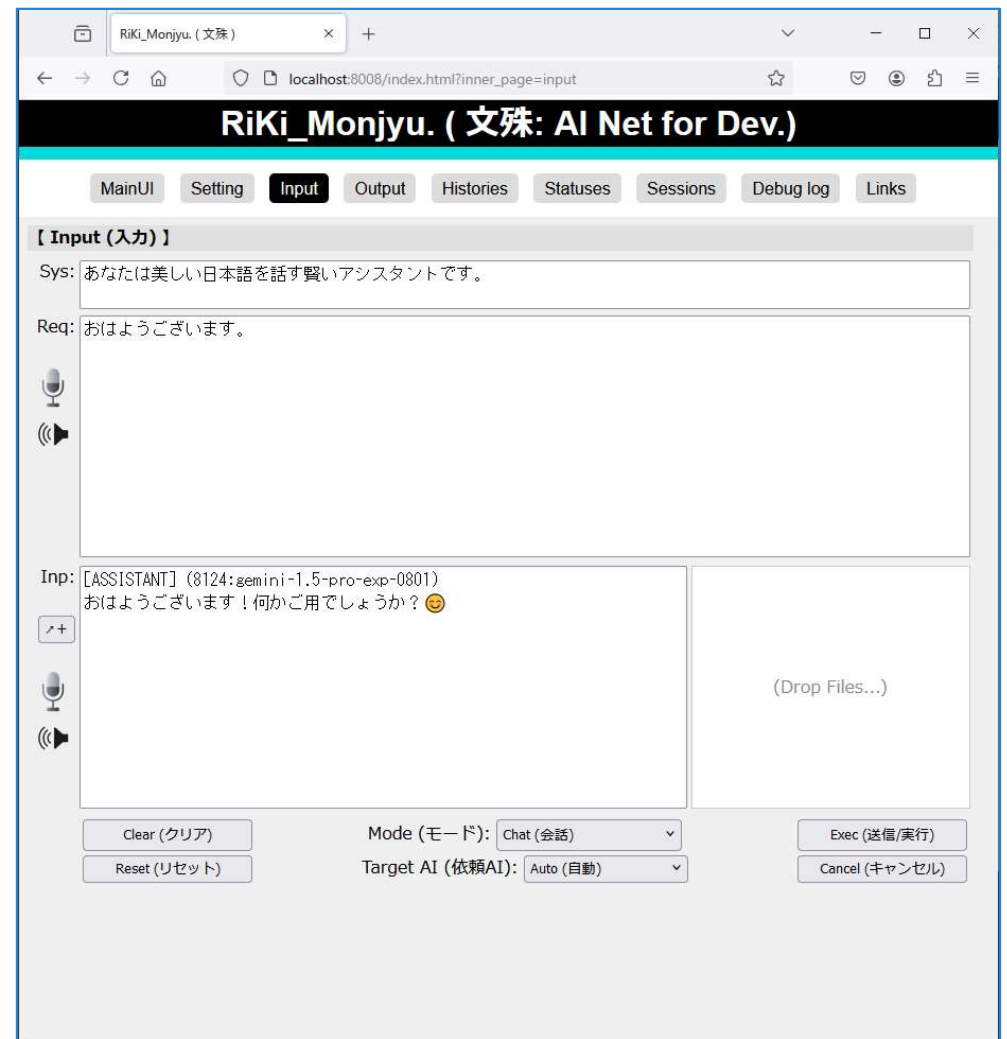 RiKi_Monjyu. ( 文殊 )
localhost:8008/index.html?inner_page=input
RiKi_Monjyu. ( 文殊: AI Net for Dev.)
MainUI Setting Input Output Histories Statuses Sessions Debug log Links
【 Input (入力) 】
Sys: あなたは美しい日本語を話す賢いアシスタントです。
Req: おはようございます。
Inp: [ASSISTANT] (8124:gemini-1.5-pro-exp-0801)
おはようございます！何かご用でしょうか？😊
(Drop Files...)
Clear (クリア) Mode (モード): Chat (会話) Exec (送信/実行)
Reset (リセット) Target AI (依頼AI): Auto (自動) Cancel (キャンセル)